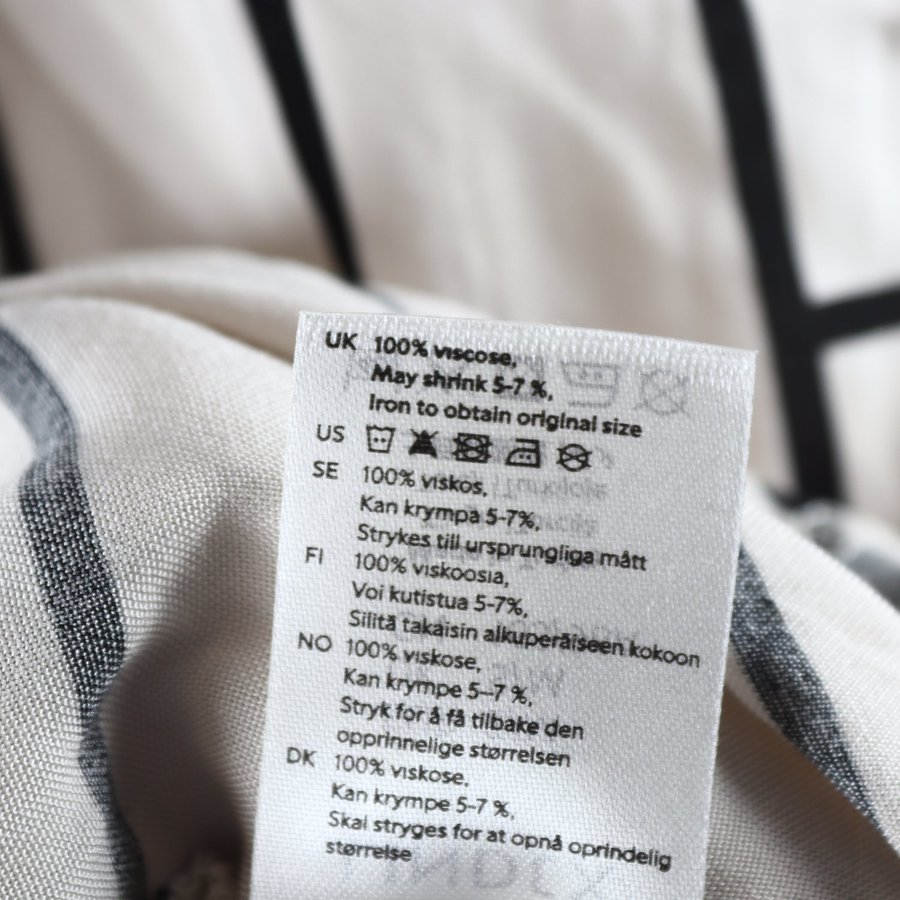 UK 100% viscose,
May shrink 5-7 %,
Iron to obtain original size
US
SE 100% viskos,
Kan krympa 5-7%,
Strykes till ursprungliga mått
FI 100% viskoosia,
Voi kutistua 5-7%,
Silitä takaisin alkuperäiseen kokoon
NO 100% viskose,
Kan krympe 5–7 %,
Stryk for å få tilbake den
opprinnelige størrelsen
DK 100% viskose,
Kan krympe 5-7 %,
Skal stryges for at opnå oprindelig
størrelse